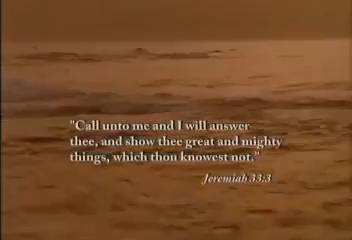 "Call unto me and I will answer
thee, and show thee great and mighty
things, which thou knowest not."
Jeremiah 33:3